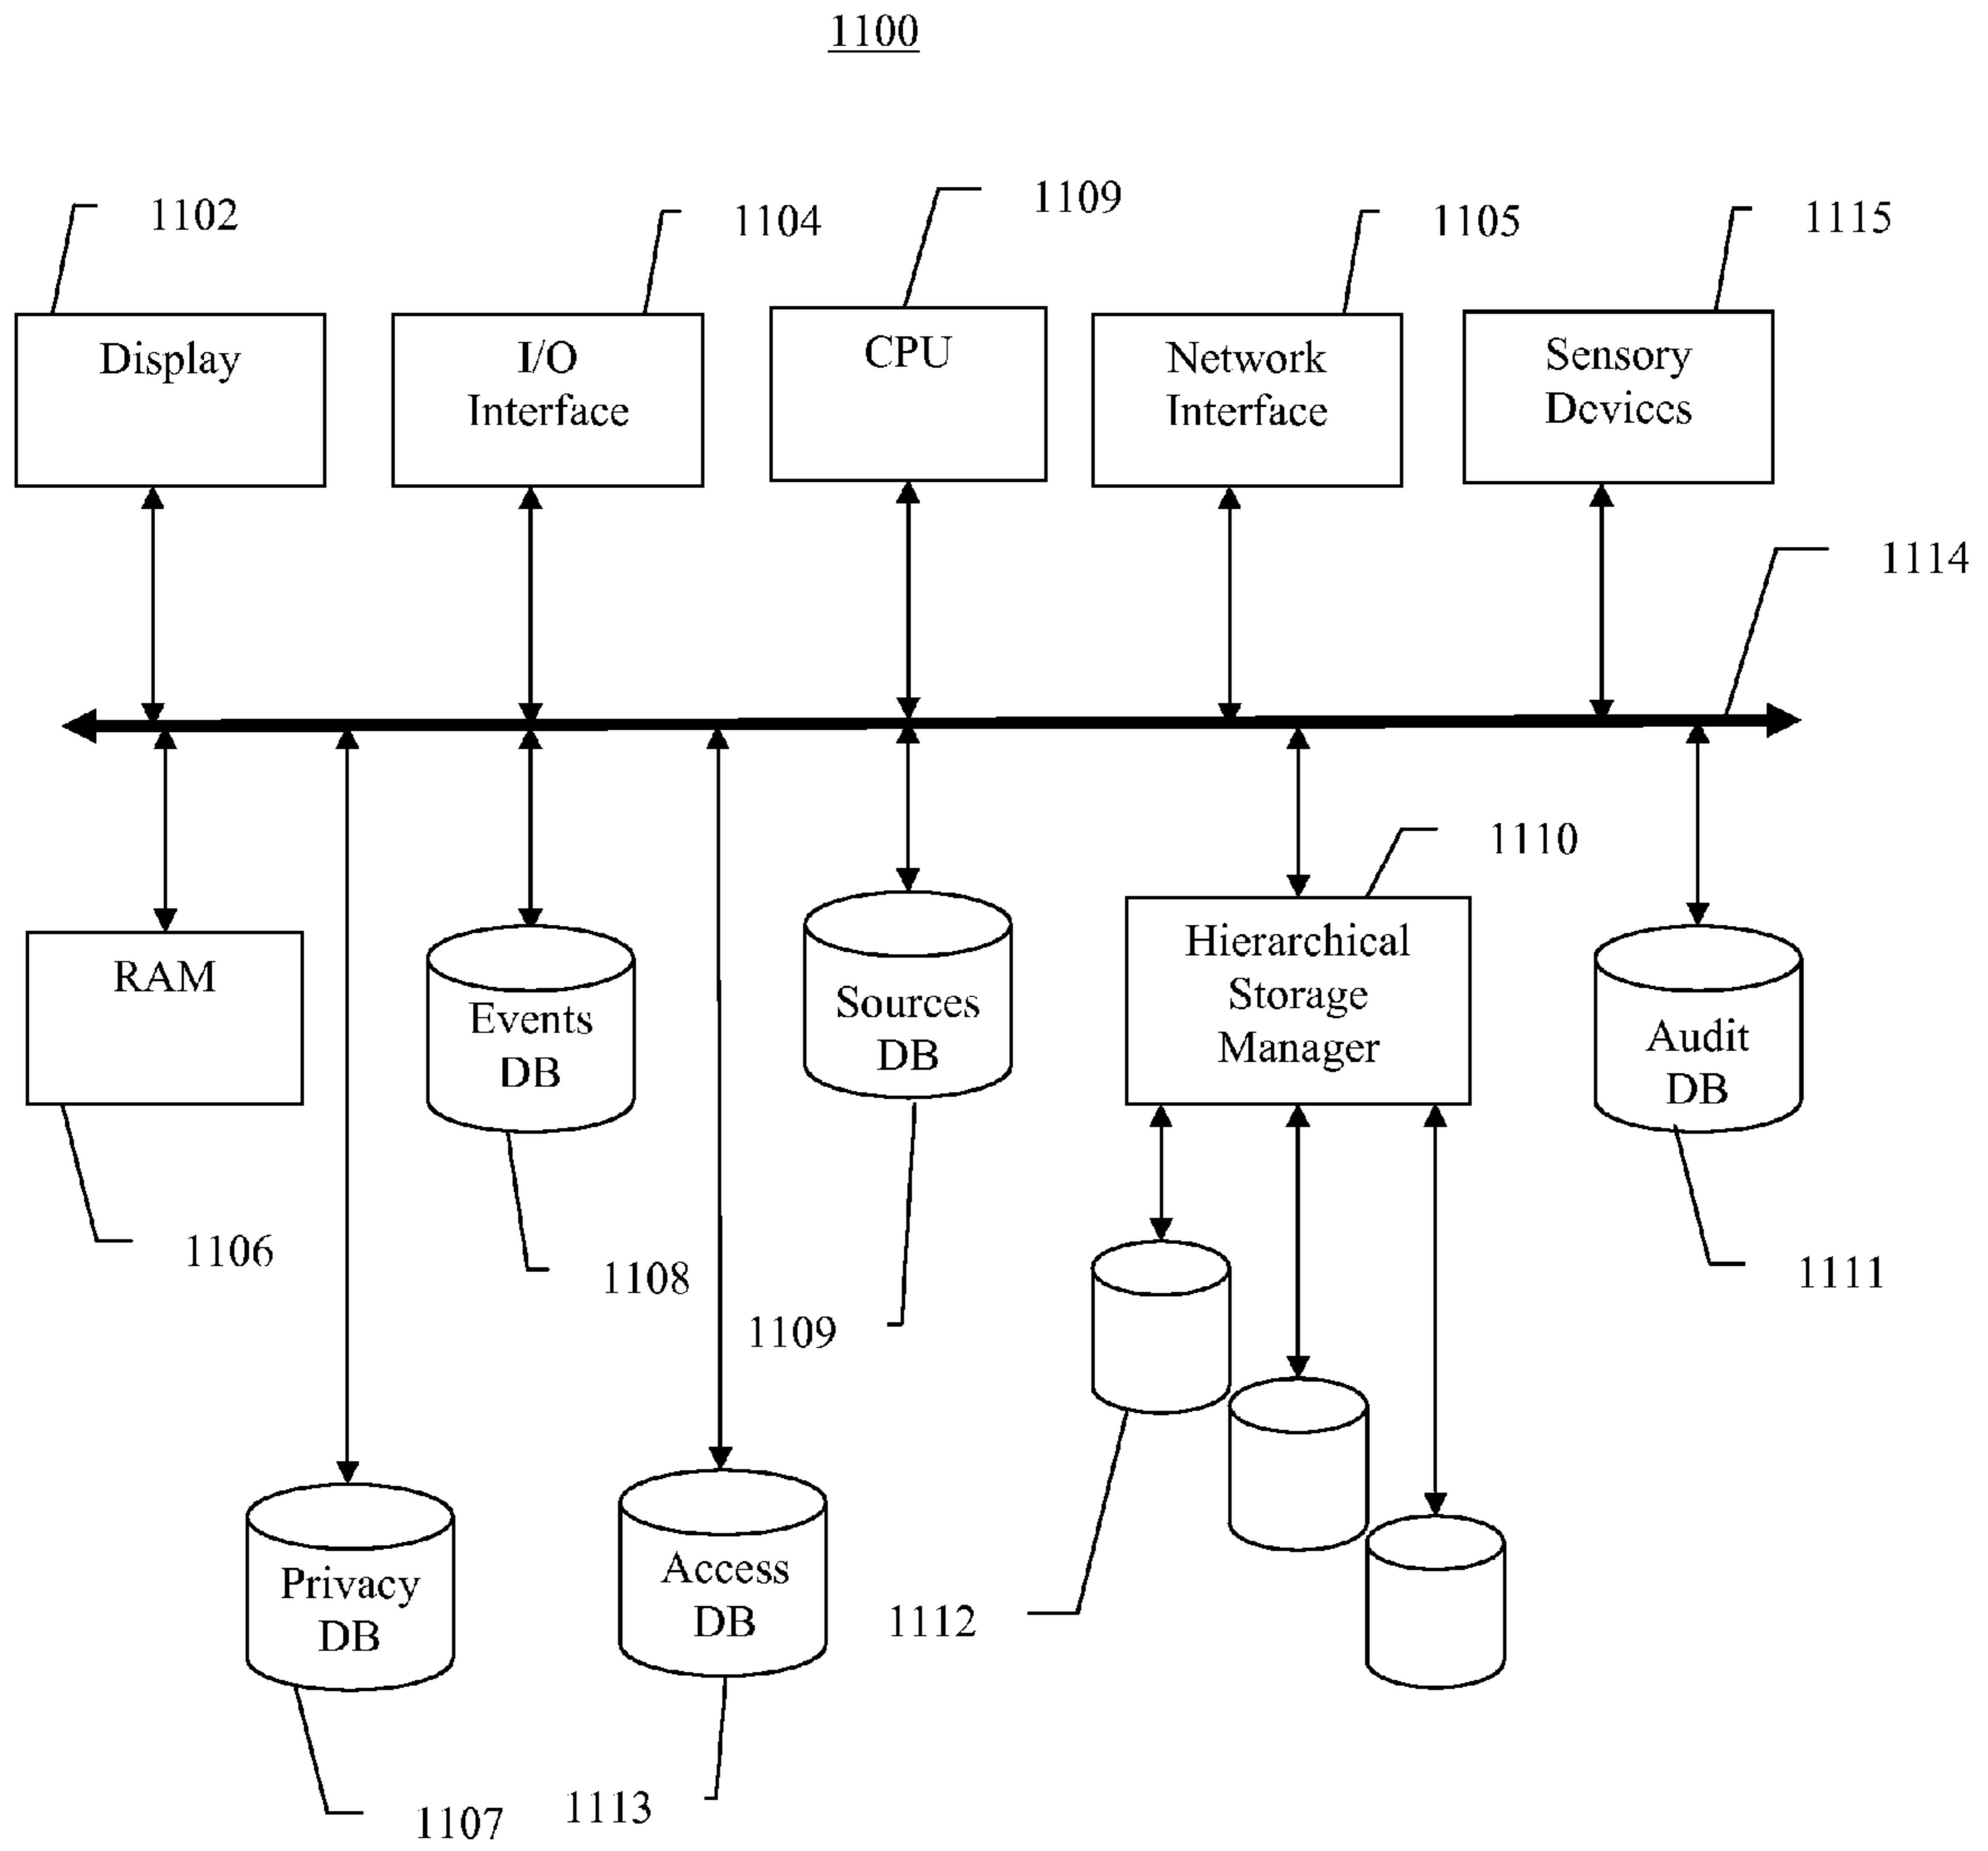 1100
1102
1104
1109
1105
1115
Display
I/O
Interface
CPU
Network
Interface
Sensory
Devices
1114
1110
RAM
Events
DB
Sources
DB
Hierarchical
Storage
Manager
Audit
DB
1106
1108
1109
1111
Privacy
DB
Access
DB
1112
1107
1113